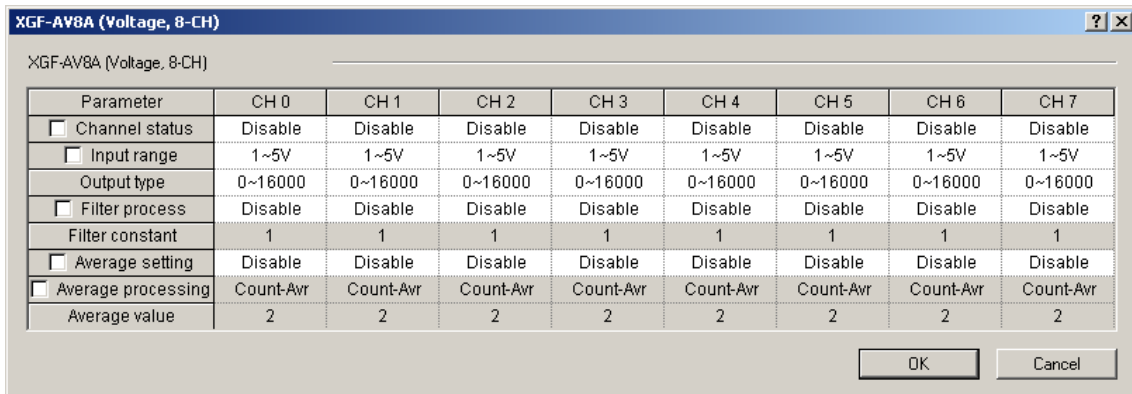 XGF-AV8A (Voltage, 8-CH)
XGF-AV8A (Voltage, 8-CH)
Parameter CH 0 CH 1 CH 2 CH 3 CH 4 CH 5 CH 6 CH 7
Channel status Disable Disable Disable Disable Disable Disable Disable Disable
Input range 1~5V 1~5V 1~5V 1~5V 1~5V 1~5V 1~5V 1~5V
Output type 0~16000 0~16000 0~16000 0~16000 0~16000 0~16000 0~16000 0~16000
Filter process Disable Disable Disable Disable Disable Disable Disable Disable
Filter constant 1 1 1 1 1 1 1 1
Average setting Disable Disable Disable Disable Disable Disable Disable Disable
Average processing Count-Avr Count-Avr Count-Avr Count-Avr Count-Avr Count-Avr Count-Avr Count-Avr
Average value 2 2 2 2 2 2 2 2
OK Cancel